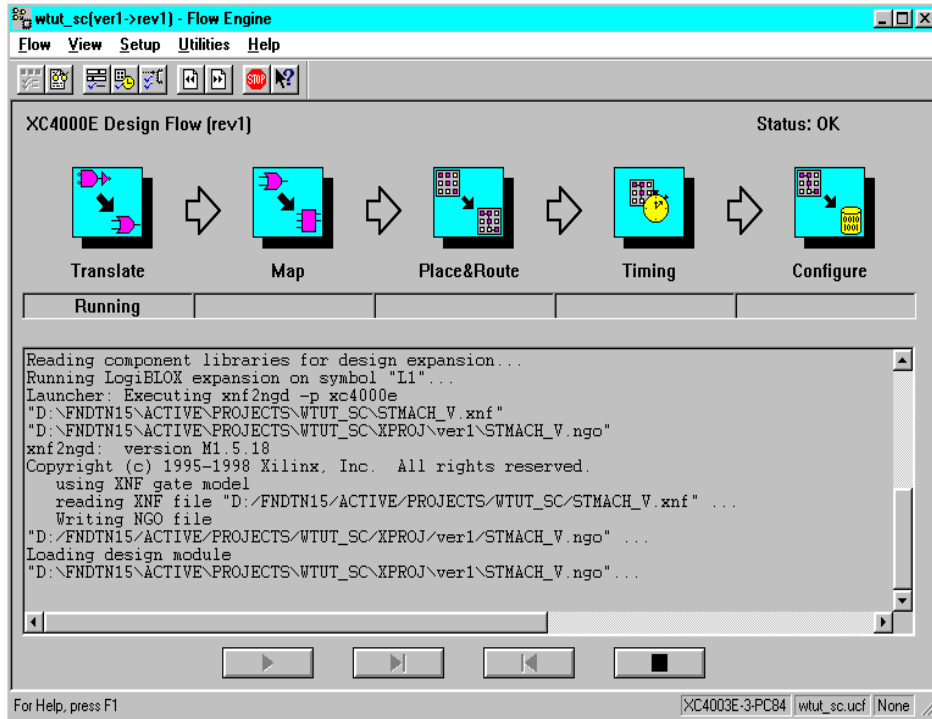 wtut_sc(ver1->rev1) - Flow Engine
Flow View Setup Utilities Help
STOP
XC4000E Design Flow (rev1) Status: OK
Translate Map Place&Route Timing Configure
Running
Reading component libraries for design expansion...
Running LogiBLOX expansion on symbol "L1"...
Launcher: Executing xnf2ngd -p xc4000e
"D:\FNDTN15\ACTIVE\PROJECTS\WTUT_SC\STMACH_V.xnf"
"D:\FNDTN15\ACTIVE\PROJECTS\WTUT_SC\XPROJ\ver1\STMACH_V.ngo"
xnf2ngd:  version M1.5.18
Copyright (c) 1995-1998 Xilinx, Inc.  All rights reserved.
   using XNF gate model
   reading XNF file "D:/FNDTN15/ACTIVE/PROJECTS/WTUT_SC/STMACH_V.xnf" ...
   Writing NGO file
"D:/FNDTN15/ACTIVE/PROJECTS/WTUT_SC/XPROJ/ver1/STMACH_V.ngo" ...
Loading design module
"D:\FNDTN15\ACTIVE\PROJECTS\WTUT_SC\XPROJ\ver1\STMACH_V.ngo"...
For Help, press F1 XC4003E-3-PC84 wtut_sc.ucf None